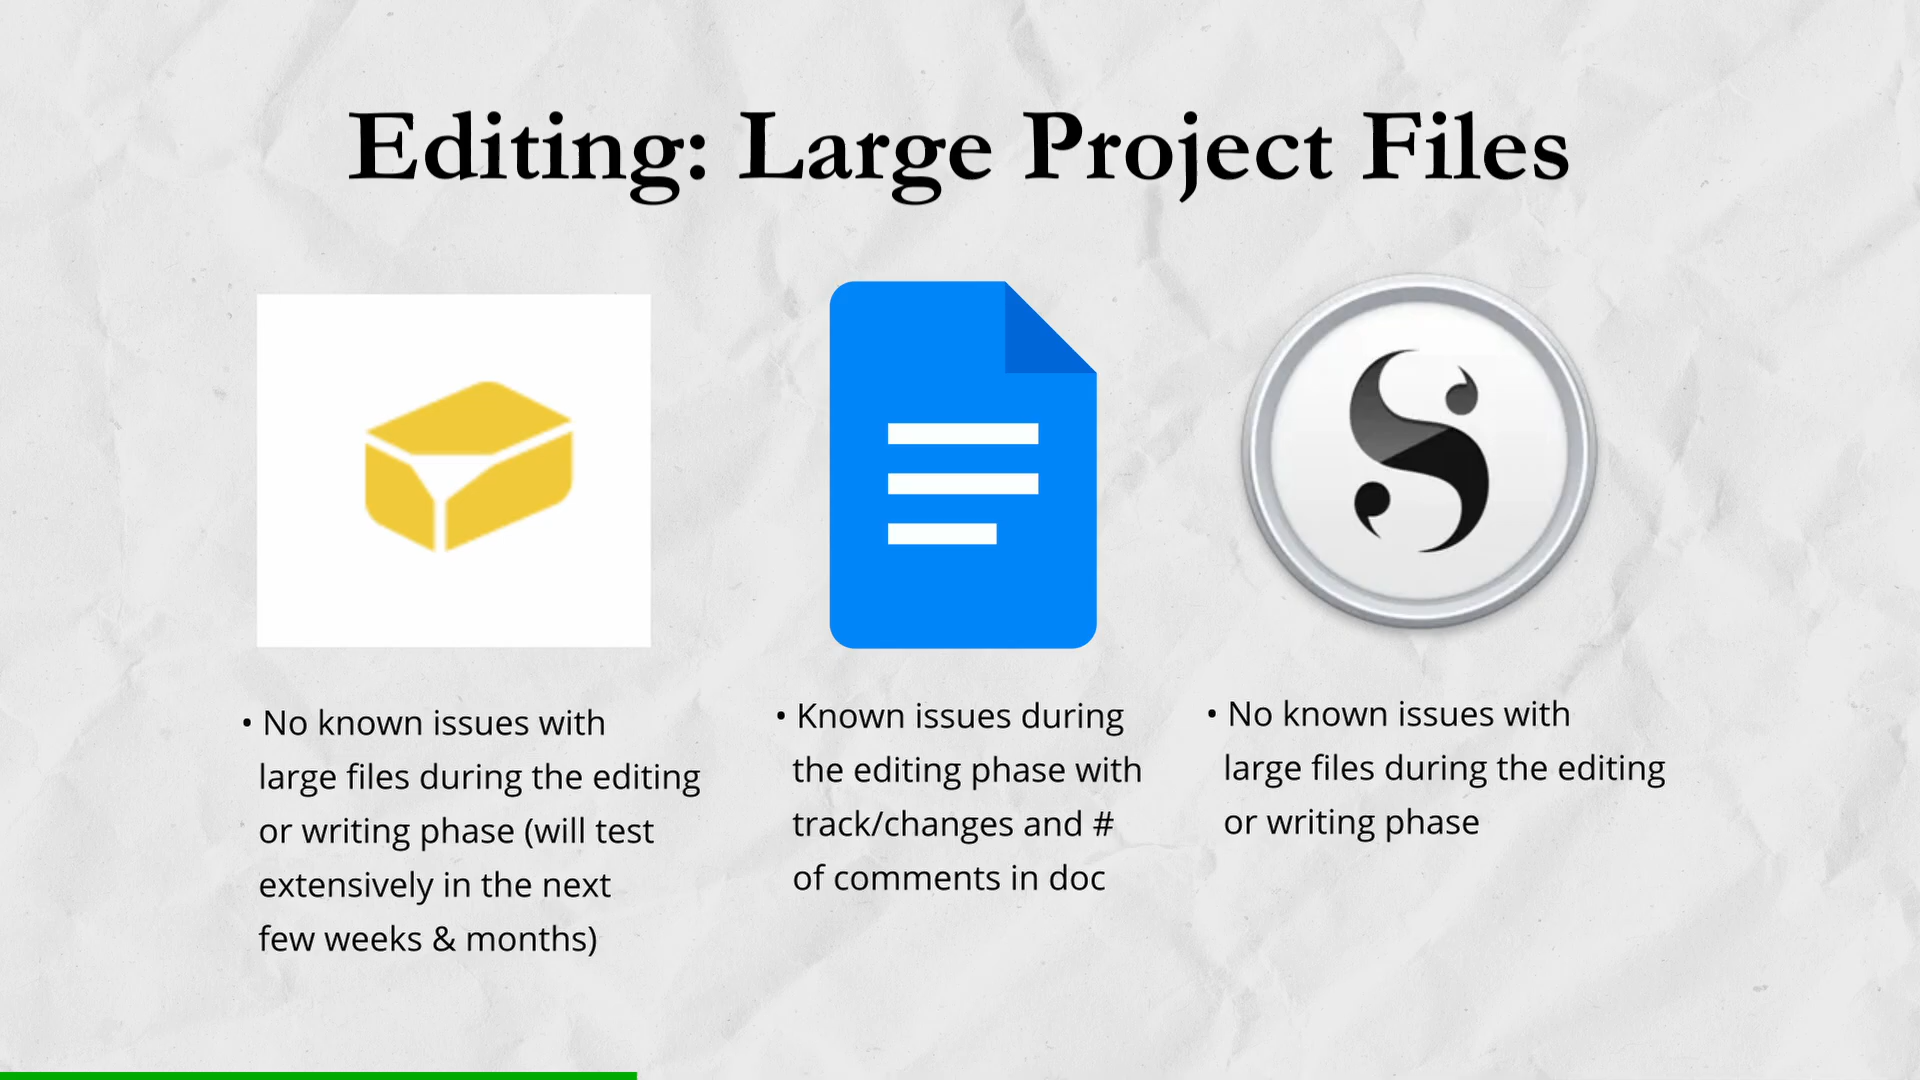 Editing: Large Project Files
• No known issues with
large files during the editing
or writing phase (will test
extensively in the next
few weeks & months)
• Known issues during
the editing phase with
track/changes and #
of comments in doc
• No known issues with
large files during the editing
or writing phase